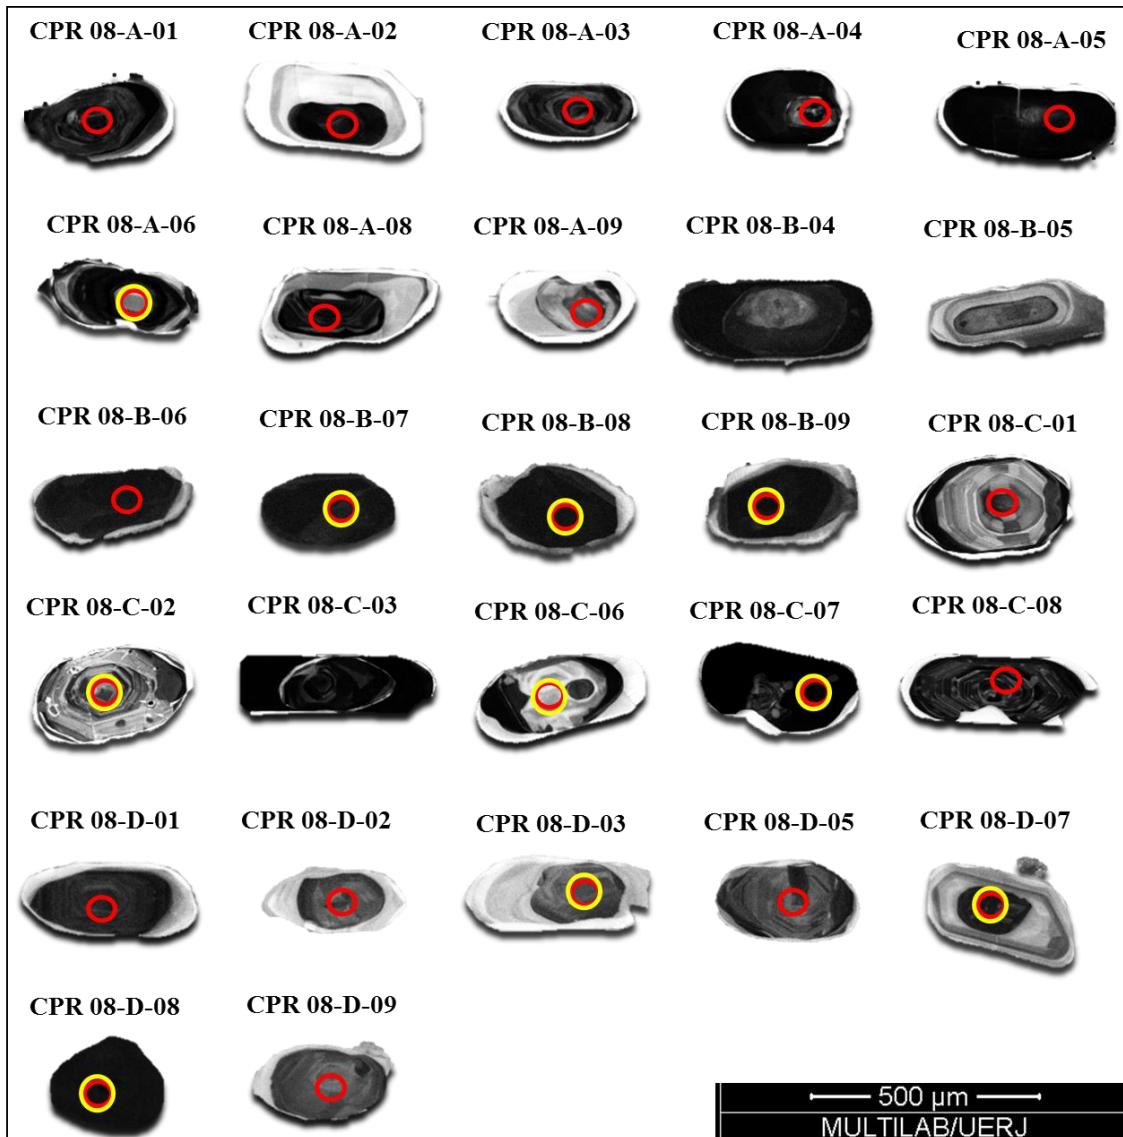 CPR 08-A-01 CPR 08-A-02 CPR 08-A-03 CPR 08-A-04 CPR 08-A-05
CPR 08-A-06 CPR 08-A-08 CPR 08-A-09 CPR 08-B-04 CPR 08-B-05
CPR 08-B-06 CPR 08-B-07 CPR 08-B-08 CPR 08-B-09 CPR 08-C-01
CPR 08-C-02 CPR 08-C-03 CPR 08-C-06 CPR 08-C-07 CPR 08-C-08
CPR 08-D-01 CPR 08-D-02 CPR 08-D-03 CPR 08-D-05 CPR 08-D-07
CPR 08-D-08 CPR 08-D-09
500 µm
MULTILAB/UERJ